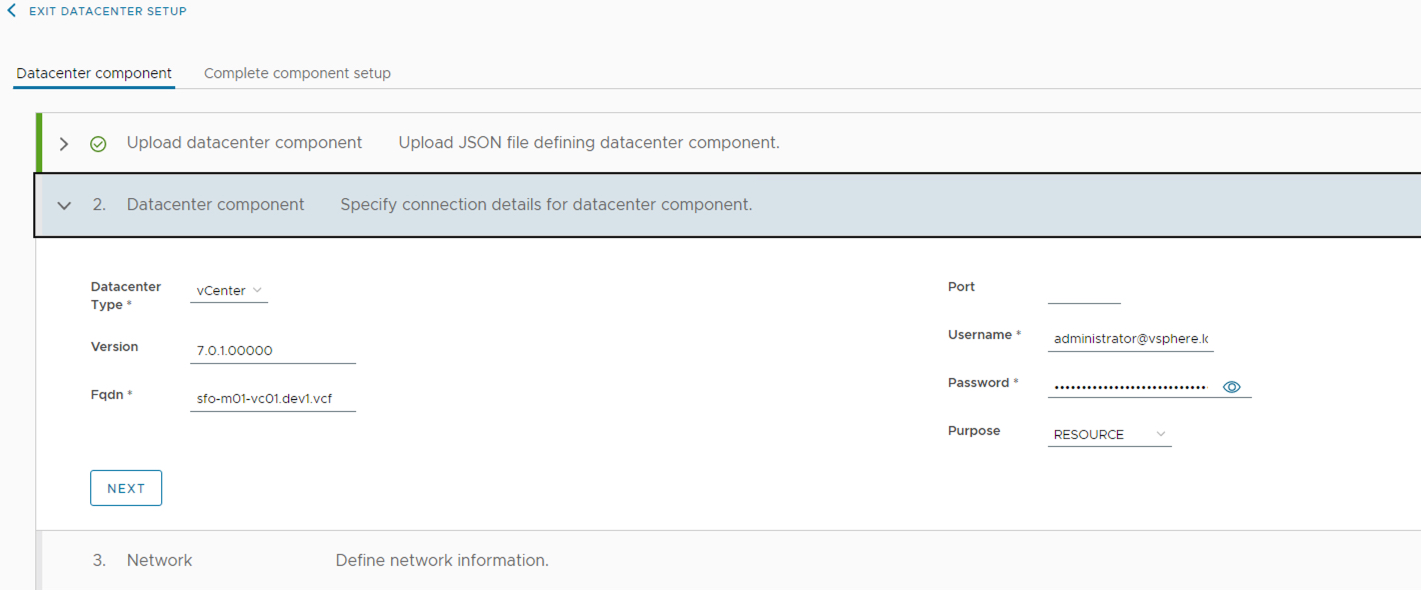 EXIT DATACENTER SETUP
Datacenter component Complete component setup
Upload datacenter component Upload JSON file defining datacenter component.
2. Datacenter component Specify connection details for datacenter component.
Datacenter Type * vCenter
Version 7.0.1.00000
Fqdn * sfo-m01-vc01.dev1.vcf
Port
Username * administrator@vsphere.lc
Password * ••••••••••••••••••••••••••••
Purpose RESOURCE
NEXT
3. Network Define network information.